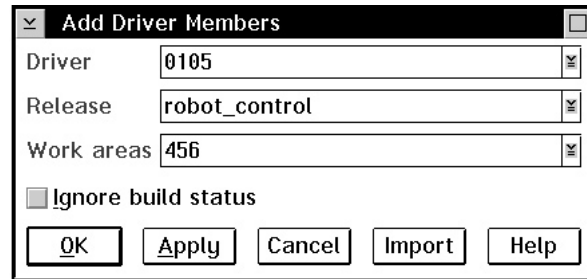 Add Driver Members
Driver 0105
Release robot_control
Work areas 456
Ignore build status
OK Apply Cancel Import Help